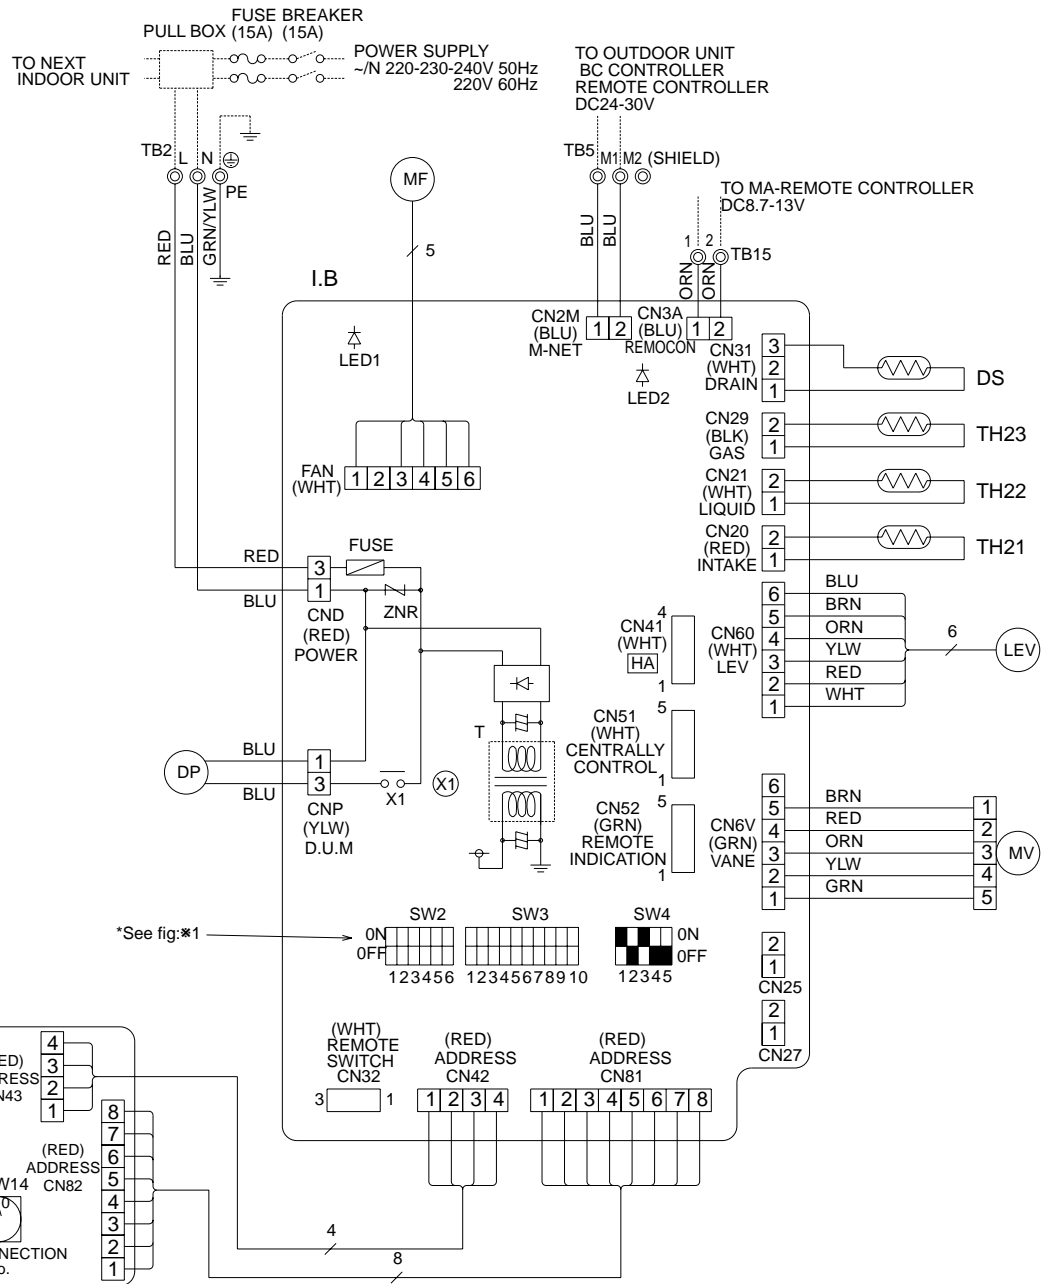 FUSE BREAKER
PULL BOX (15A) (15A)
TO NEXT
INDOOR UNIT
POWER SUPPLY
~/N 220-230-240V 50Hz
220V 60Hz
TO OUTDOOR UNIT
BC CONTROLLER
REMOTE CONTROLLER
DC24-30V
TB2 L N
PE
RED
BLU
GRN/YLW
MF
5
TB5 M1 M2 (SHIELD)
BLU
BLU
TO MA-REMOTE CONTROLLER
DC8.7-13V
1 2
TB15
ORN
ORN
I.B
LED1
CN2M
(BLU)
M-NET
1 2
CN3A
(BLU)
REMOCON
1 2
LED2
CN31
(WHT)
DRAIN
3
2
1
DS
CN29
(BLK)
GAS
2
1
TH23
CN21
(WHT)
LIQUID
2
1
TH22
CN20
(RED)
INTAKE
2
1
TH21
FAN
(WHT)
1 2 3 4 5 6
RED
BLU
3
1
FUSE
ZNR
CND
(RED)
POWER
CN41
(WHT)
HA
4
1
CN60
(WHT)
LEV
6
5
4
3
2
1
BLU
BRN
ORN
YLW
RED
WHT
6
LEV
T
CN51
(WHT)
CENTRALLY
CONTROL
5
1
DP
BLU
BLU
1
3
CNP
(YLW)
D.U.M
X1
X1
CN52
(GRN)
REMOTE
INDICATION
5
1
CN6V
(GRN)
VANE
6
5
4
3
2
1
BRN
RED
ORN
YLW
GRN
1
2
3
4
5
MV
*See fig:※1
SW2 SW3 SW4
0N
0FF
0N
0FF
123456 12345678910 12345
2
1
CN25
2
1
CN27
(WHT)
REMOTE
SWITCH
CN32
3 1
(RED)
ADDRESS
CN42
1 2 3 4
(RED)
ADDRESS
CN81
1 2 3 4 5 6 7 8
ED)
RESS
N43
4
3
2
1
(RED)
ADDRESS
CN82
8
7
6
5
4
3
2
1
W14
0
NECTION
o.
4
8